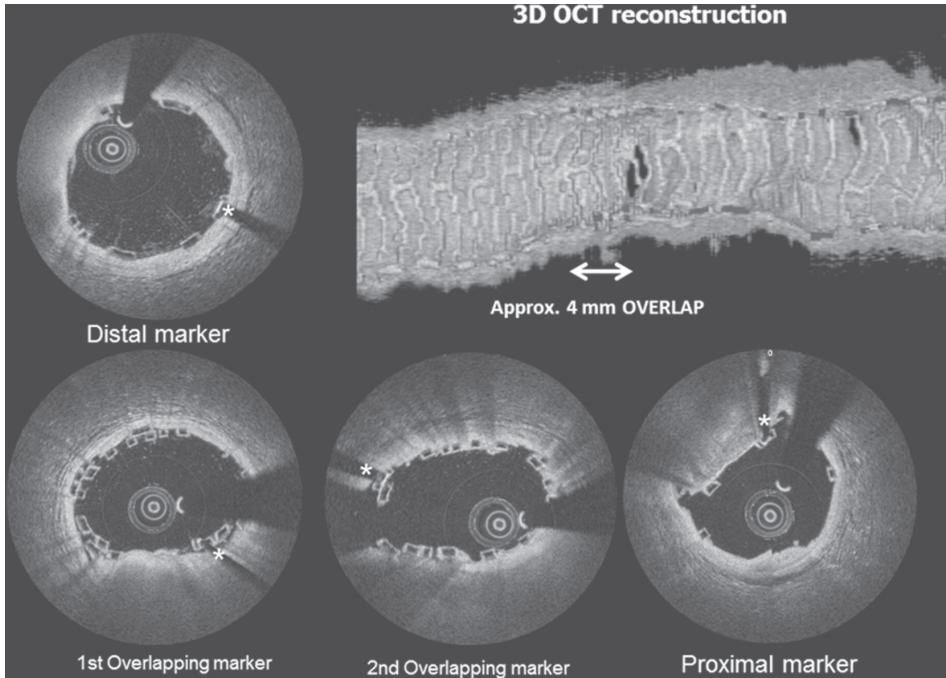 3D OCT reconstruction
*
Approx. 4 mm OVERLAP
Distal marker
*
*
*
1st Overlapping marker
2nd Overlapping marker
Proximal marker